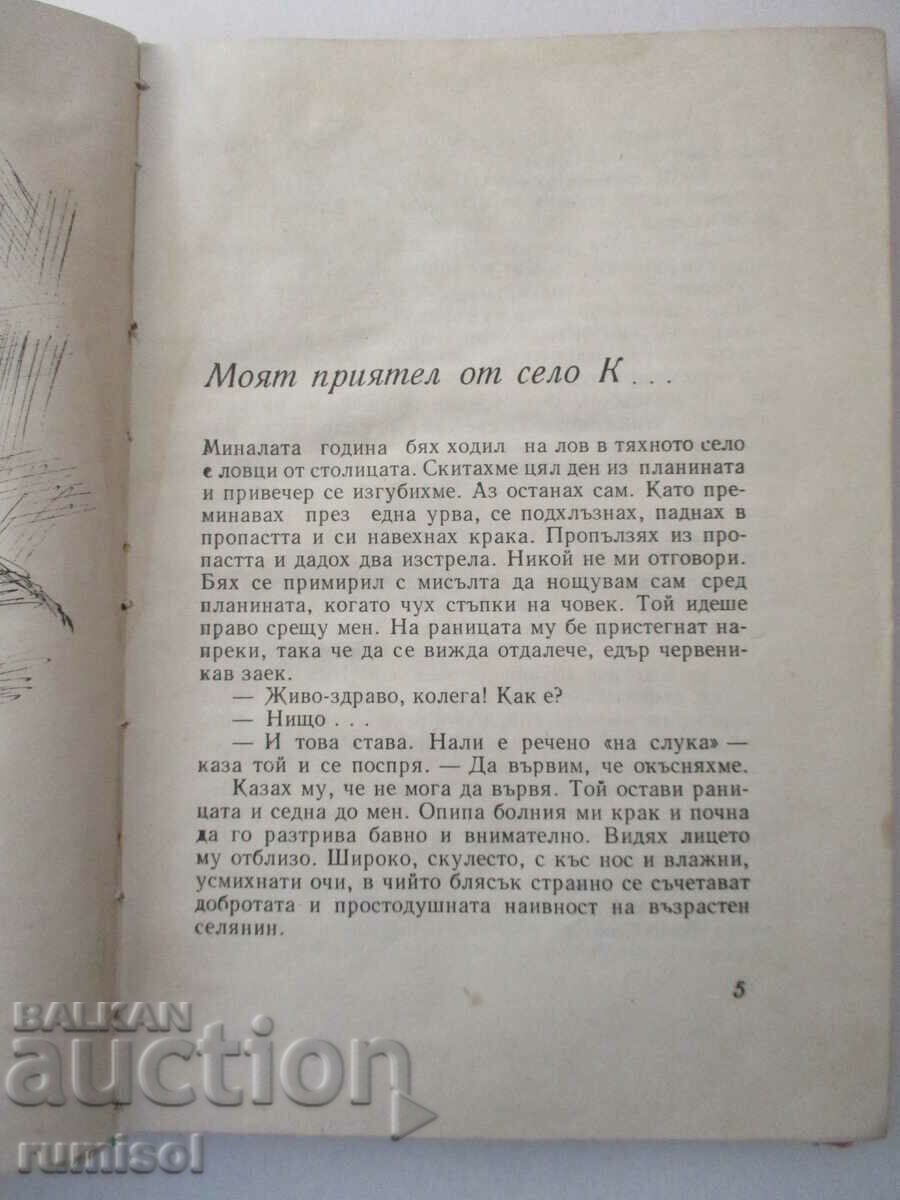 Моят приятел от село К...
Миналата година бях ходил на лов в тяхното село
с ловци от столицата. Скитахме цял ден из планината
и привечер се изгубихме. Аз останах сам. Като пре-
минавах през една урва, се подхлъзнах, паднах в
пропастта и си навехнах крака. Пропълзях из про-
пастта и дадох два изстрела. Никой не ми отговори.
Бях се примирил с мисълта да нощувам сам сред
планината, когато чух стъпки на човек. Той идеше
право срещу мен. На раницата му бе пристегнат на-
преки, така че да се вижда отдалече, едър червени-
кав заек.
— Живо-здраво, колега! Как е?
— Нищо . . .
— И това става. Нали е речено «на слука» —
каза той и се поспря. — Да вървим, че окъсняхме.
Казах му, че не мога да вървя. Той остави рани-
цата и седна до мен. Опипа болния ми крак и почна
да го разтрива бавно и внимателно. Видях лицето
му отблизо. Широко, скулесто, с къс нос и влажни,
усмихнати очи, в чийто блясък странно се съчетават
добротата и простодушната наивност на възрастен
селянин.
5
BALKAN
auction
rumisol